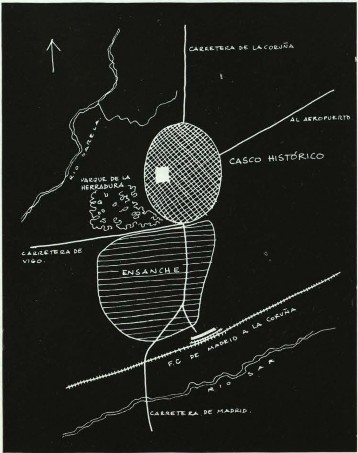 CARRETERA DE LA CORUÑA
AL AEROPUERTO
RIO SARELA
CASCO HISTÓRICO
PARQUE DE LA
HERRADURA
CARRETERA DE
VIGO.
ENSANCHE
F.C. DE MADRID A LA CORUÑA
RIO SAR
CARRETERA DE MADRID.